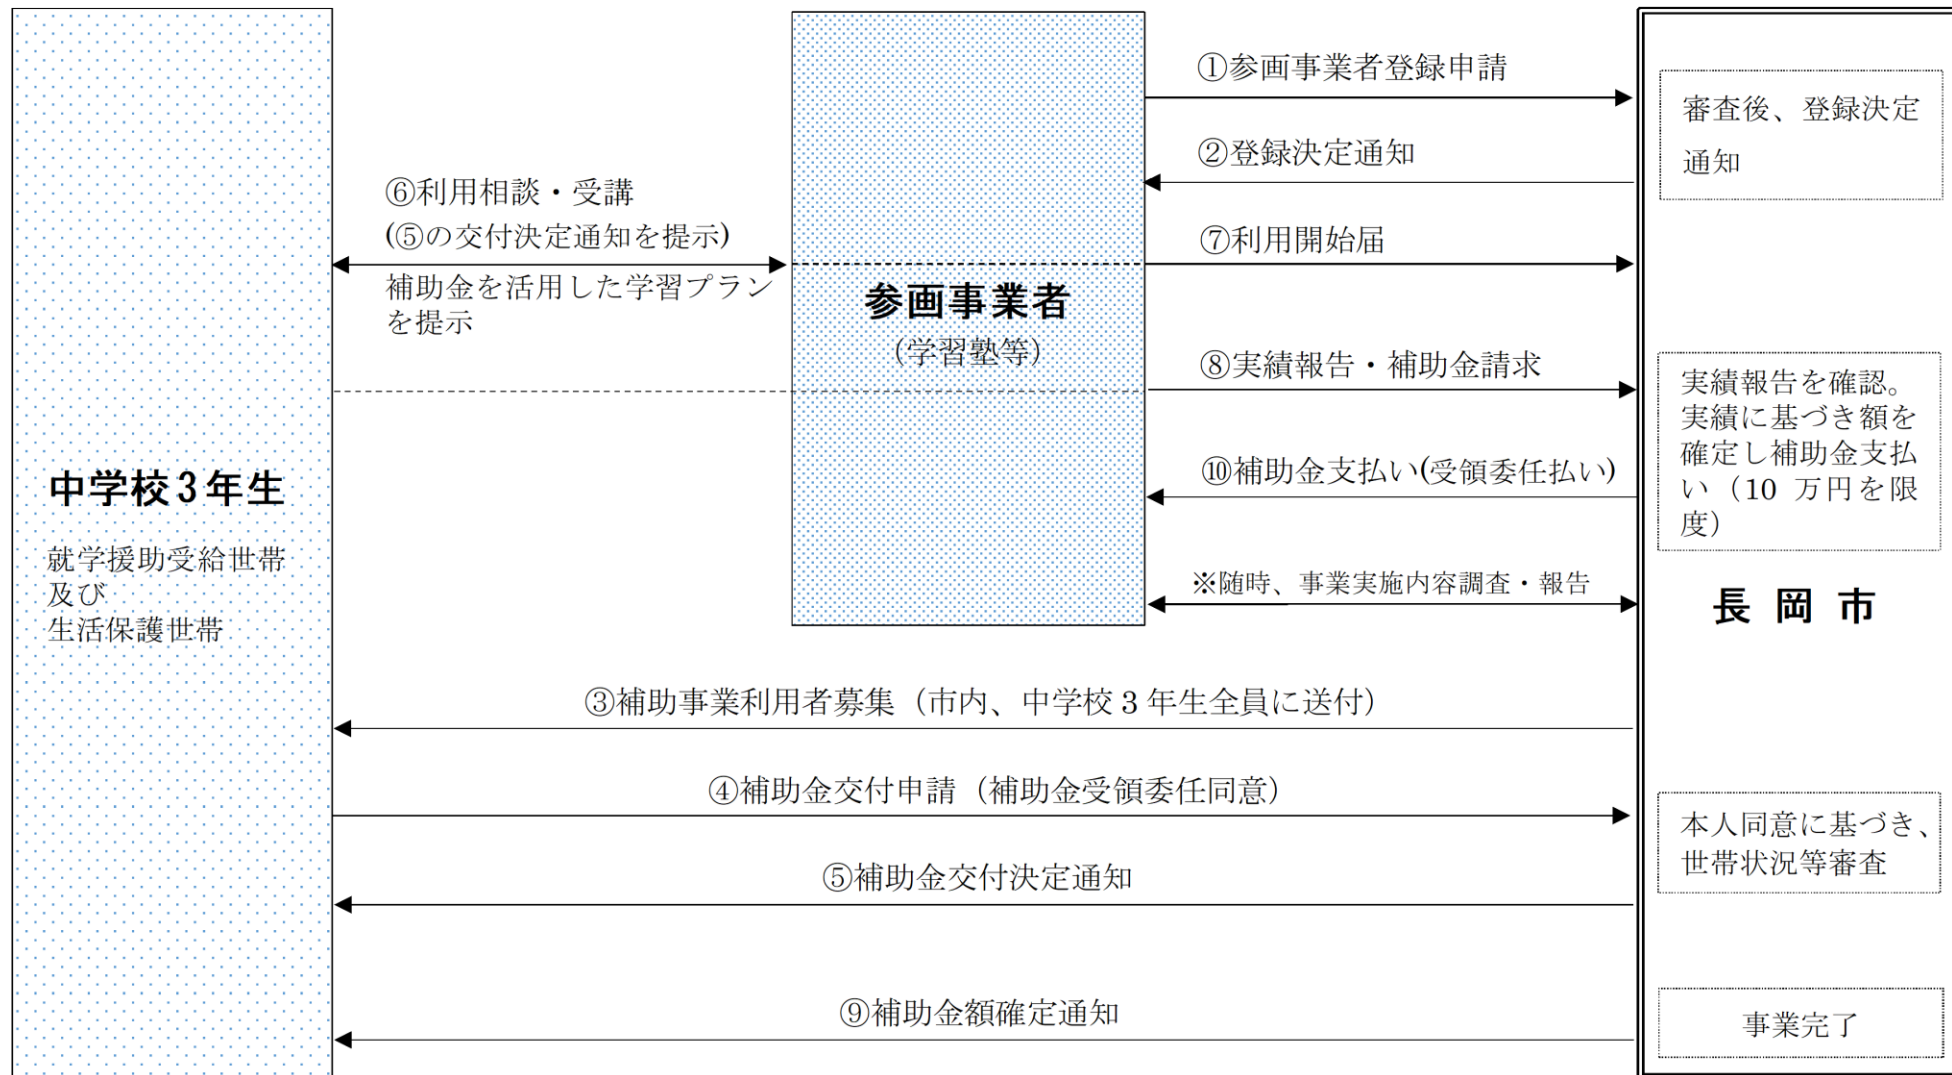 ①参画事業者登録申請
審査後、登録決定
通知
②登録決定通知
⑥利用相談・受講
(⑤の交付決定通知を提示)
補助金を活用した学習プラン
を提示
⑦利用開始届
参画事業者
(学習塾等)
⑧実績報告・補助金請求
実績報告を確認。
実績に基づき額を
確定し補助金支払
い（10 万円を限
度）
⑩補助金支払い(受領委任払い)
中学校3年生
就学援助受給世帯
及び
生活保護世帯
※随時、事業実施内容調査・報告
長 岡 市
③補助事業利用者募集（市内、中学校 3 年生全員に送付）
④補助金交付申請（補助金受領委任同意）
本人同意に基づき、
世帯状況等審査
⑤補助金交付決定通知
⑨補助金額確定通知
事業完了